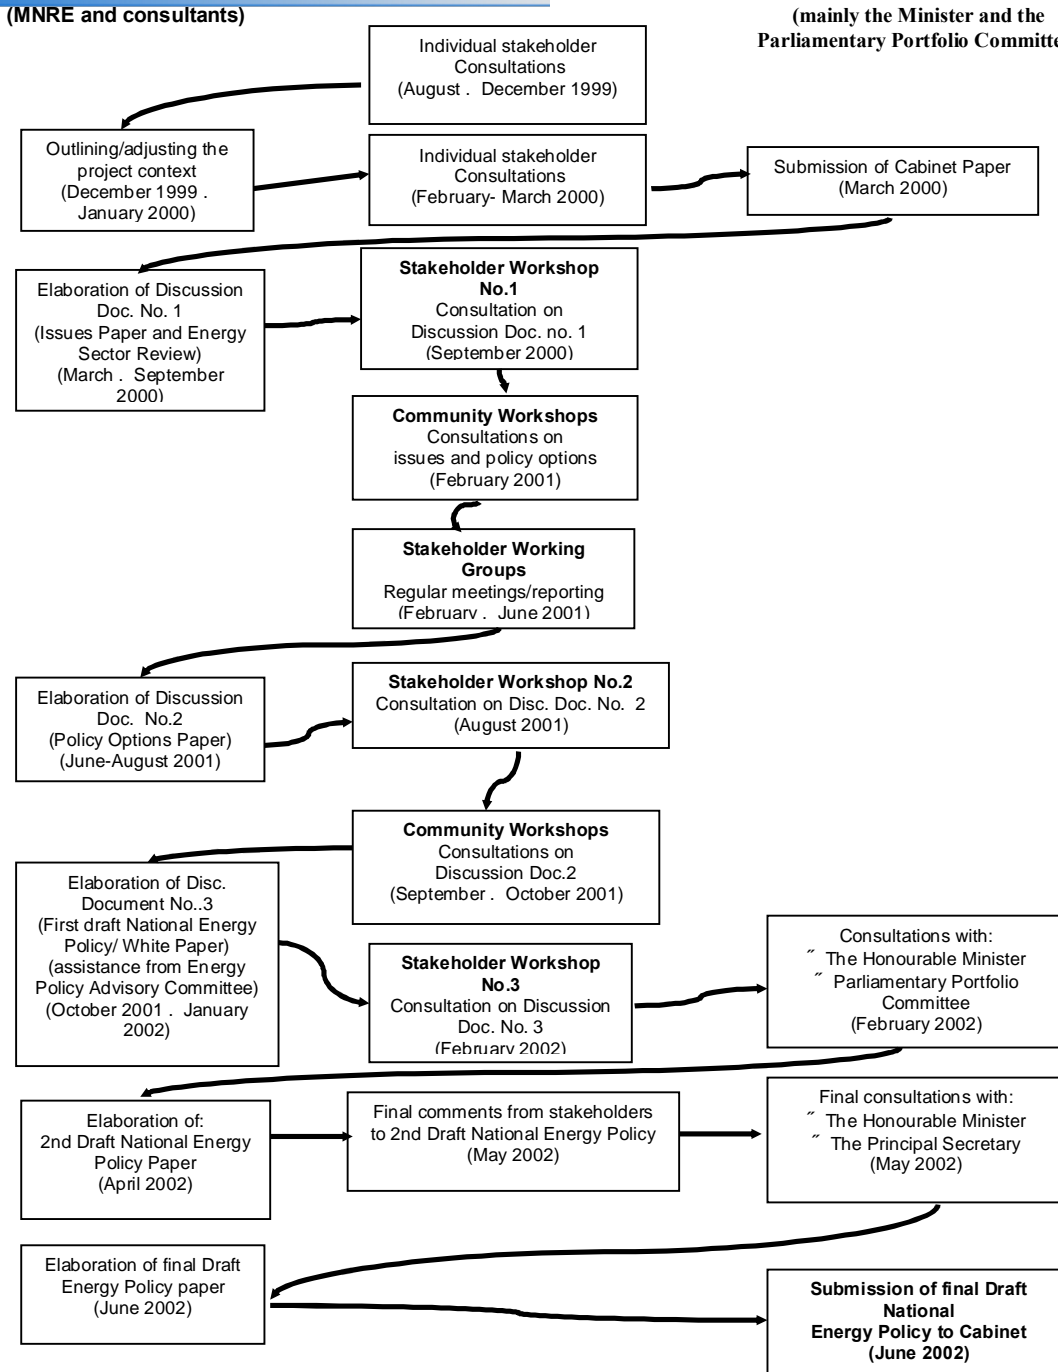 (MNRE and consultants)
(mainly the Minister and the
Parliamentary Portfolio
Individual stakeholder
Consultations
(August . December 1999)
Outlining/adjusting the
project context
(December 1999 .
January 2000)
Individual stakeholder
Consultations
(February- March 2000)
Submission of Cabinet Paper
(March 2000)
Elaboration of Discussion
Doc. No. 1
(Issues Paper and Energy
Sector Review)
(March . September
2000)
Stakeholder Workshop
No.1
Consultation on
Discussion Doc. no. 1
(September 2000)
Community Workshops
Consultations on
issues and policy options
(February 2001)
Stakeholder Working
Groups
Regular meetings/reporting
(February . June 2001)
Elaboration of Discussion
Doc. No.2
(Policy Options Paper)
(June-August 2001)
Stakeholder Workshop No.2
Consultation on Disc. Doc. No. 2
(August 2001)
Community Workshops
Consultations on
Discussion Doc.2
(September . October 2001)
Elaboration of Disc.
Document No..3
(First draft National Energy
Policy/ White Paper)
(assistance from Energy
Policy Advisory Committee)
(October 2001 . January
2002)
Stakeholder Workshop
No.3
Consultation on Discussion
Doc. No. 3
(February 2002)
Consultations with:
˝ The Honourable Minister
˝ Parliamentary Portfolio
Committee
(February 2002)
Elaboration of:
2nd Draft National Energy
Policy Paper
(April 2002)
Final comments from stakeholders
to 2nd Draft National Energy Policy
(May 2002)
Final consultations with:
˝ The Honourable Minister
˝ The Principal Secretary
(May 2002)
Elaboration of final Draft
Energy Policy paper
(June 2002)
Submission of final Draft
National
Energy Policy to Cabinet
(June 2002)